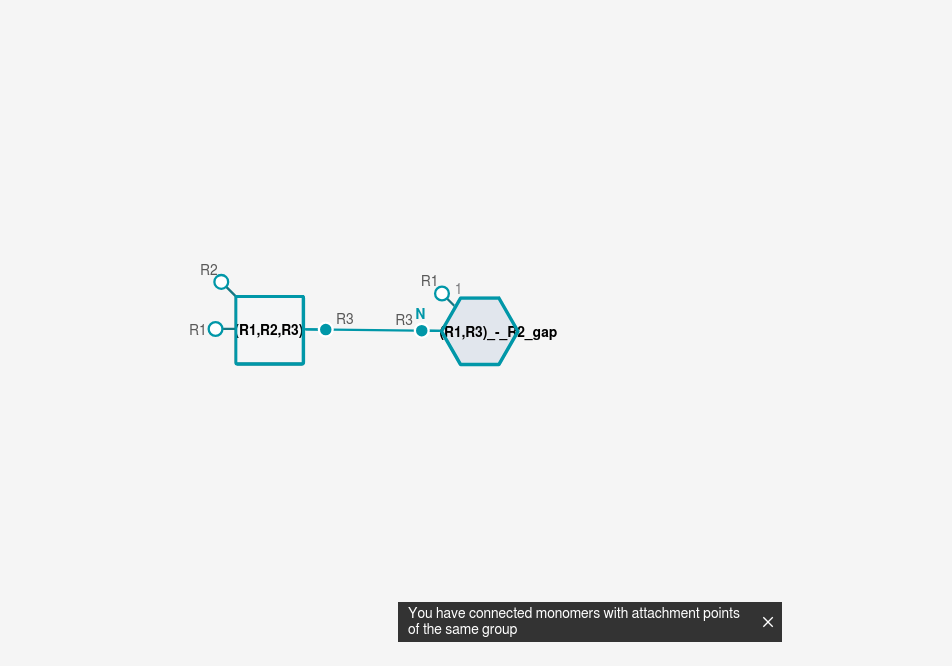 R2
R1
(R1,R2,R3)
R3
R3
N
R1
1
(R1,R3)_-_R2_gap
You have connected monomers with attachment points
of the same group